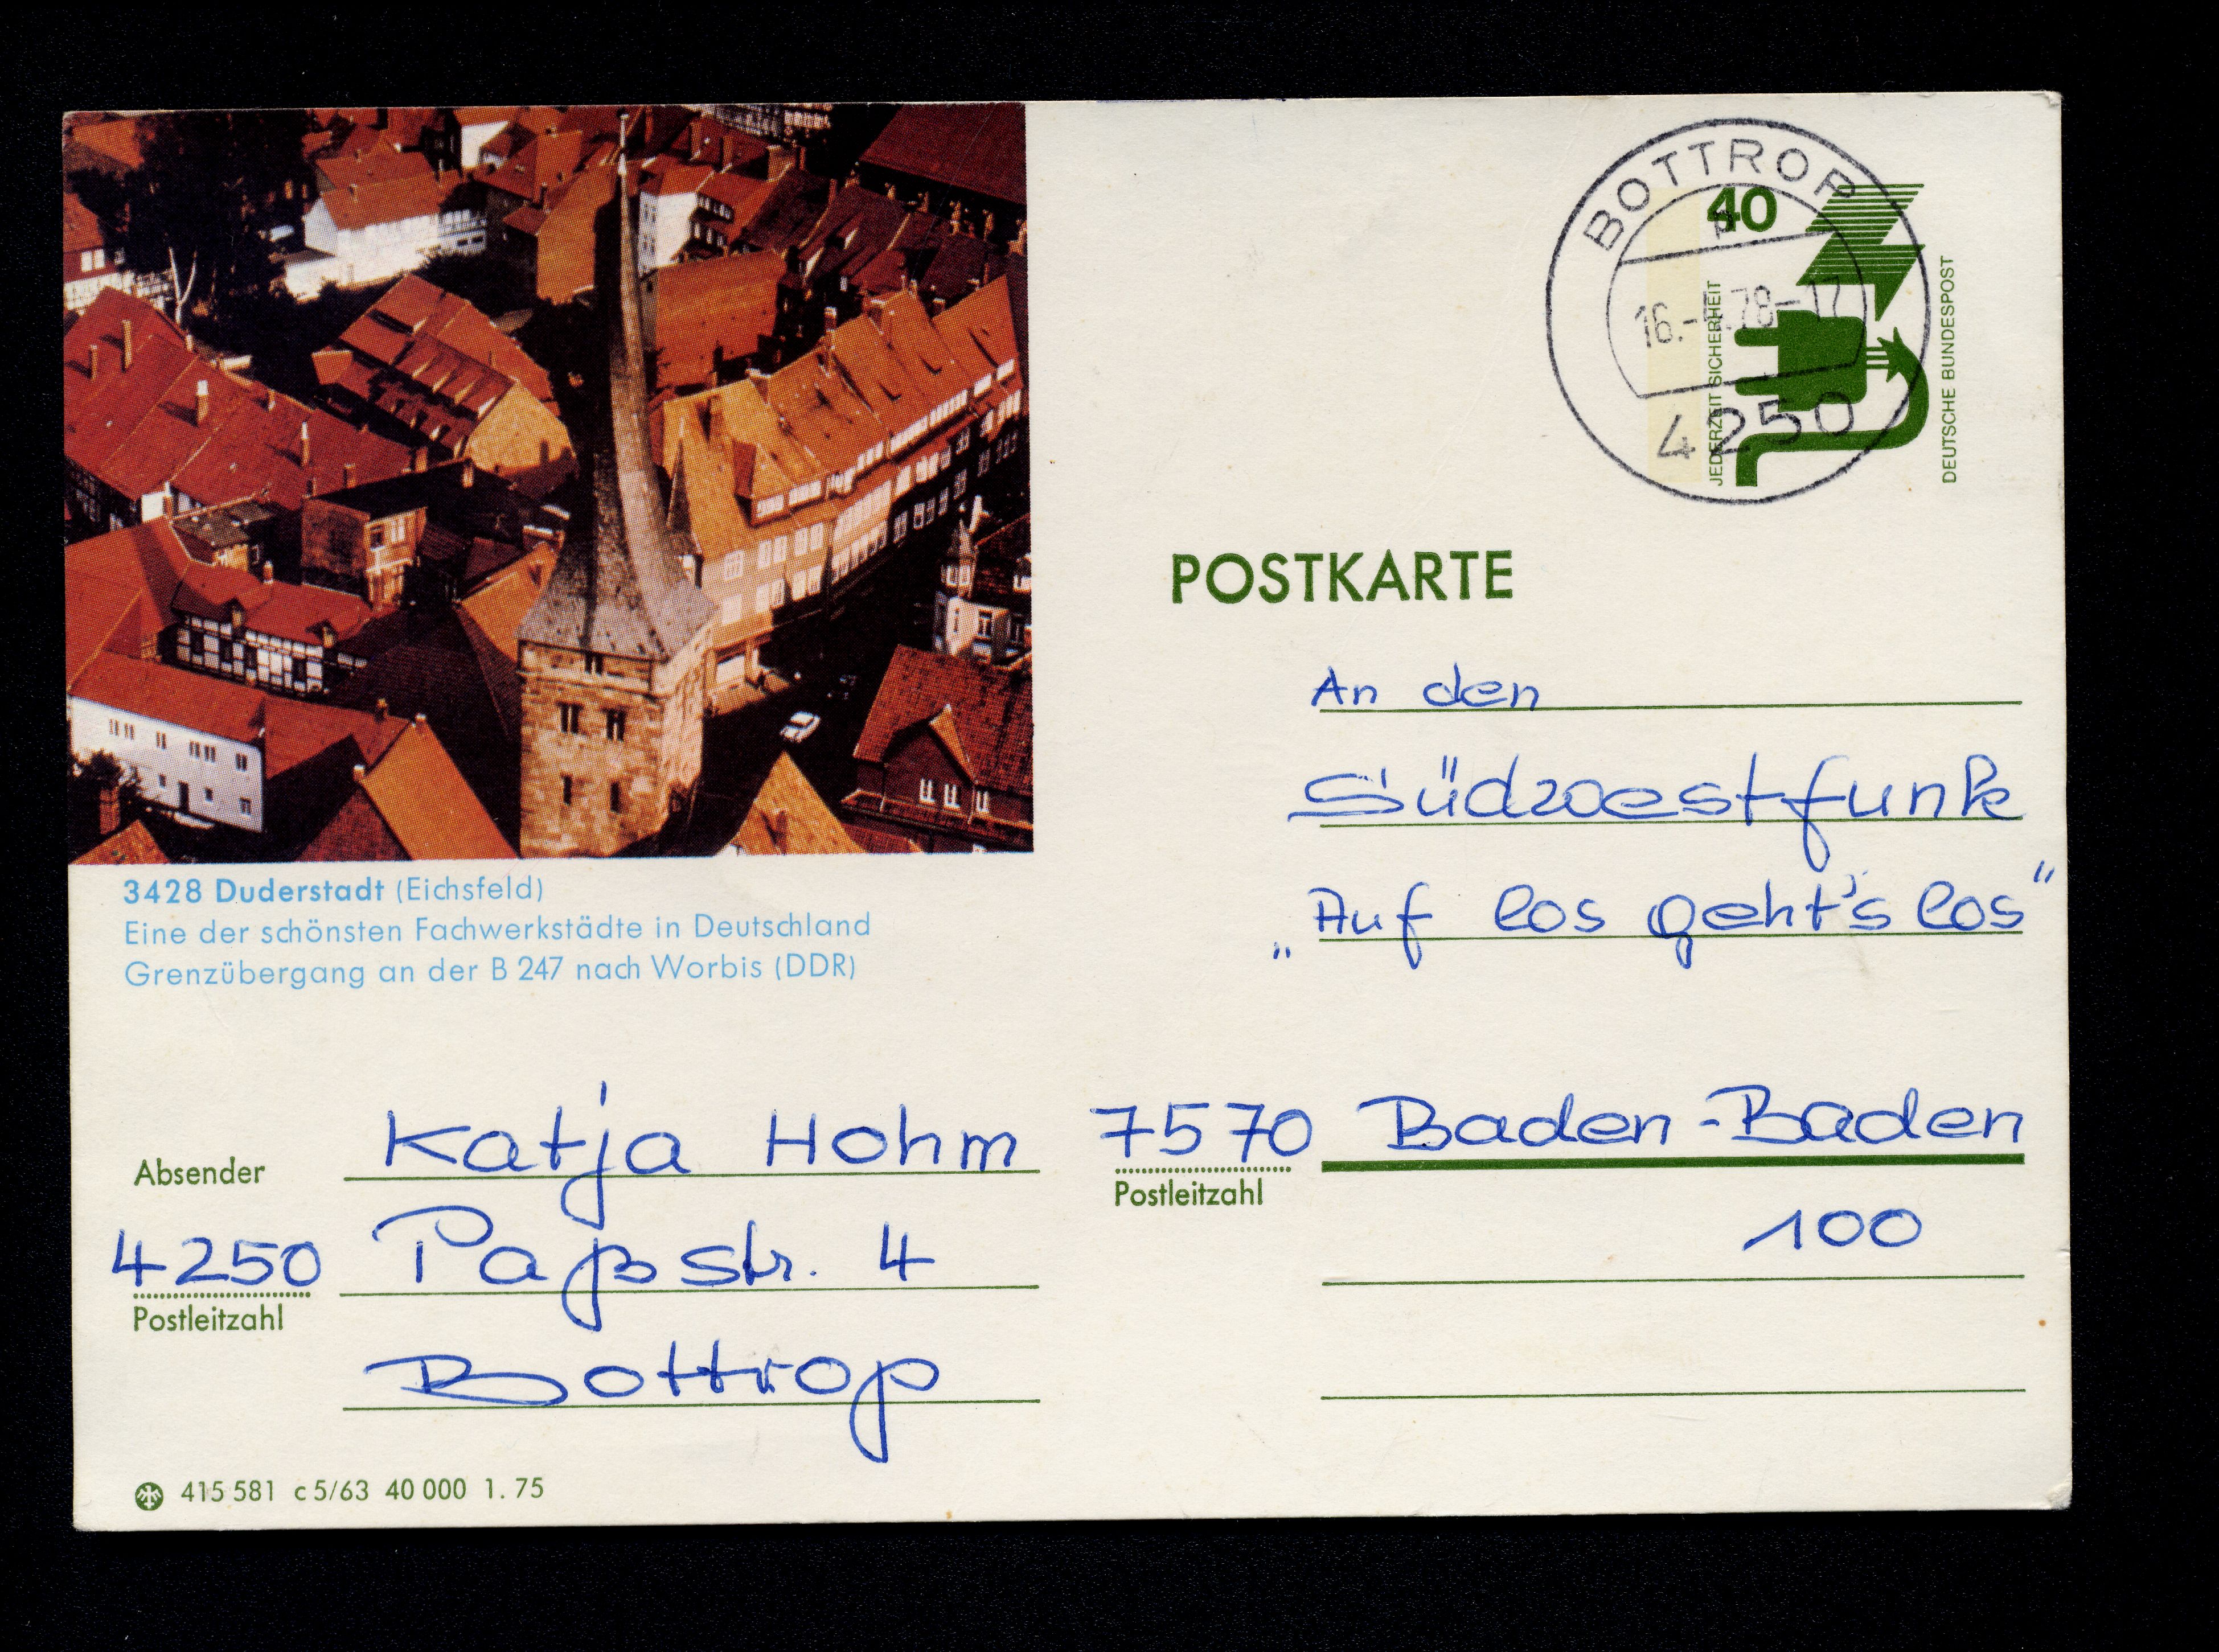 BOTTROP
40
P
16.-4.78-17
4250
JEDERZEIT SICHERHEIT
DEUTSCHE BUNDESPOST
POSTKARTE
An den
Südwestfunk
„Auf los geht's los"
7570 Baden-Baden
Postleitzahl
100
3428 Duderstadt (Eichsfeld)
Eine der schönsten Fachwerkstädte in Deutschland
Grenzübergang an der B 247 nach Worbis (DDR)
Absender
Katja Hohm
4250 Paßstr. 4
Postleitzahl
Bottrop
415 581 c 5/63 40 000 1. 75